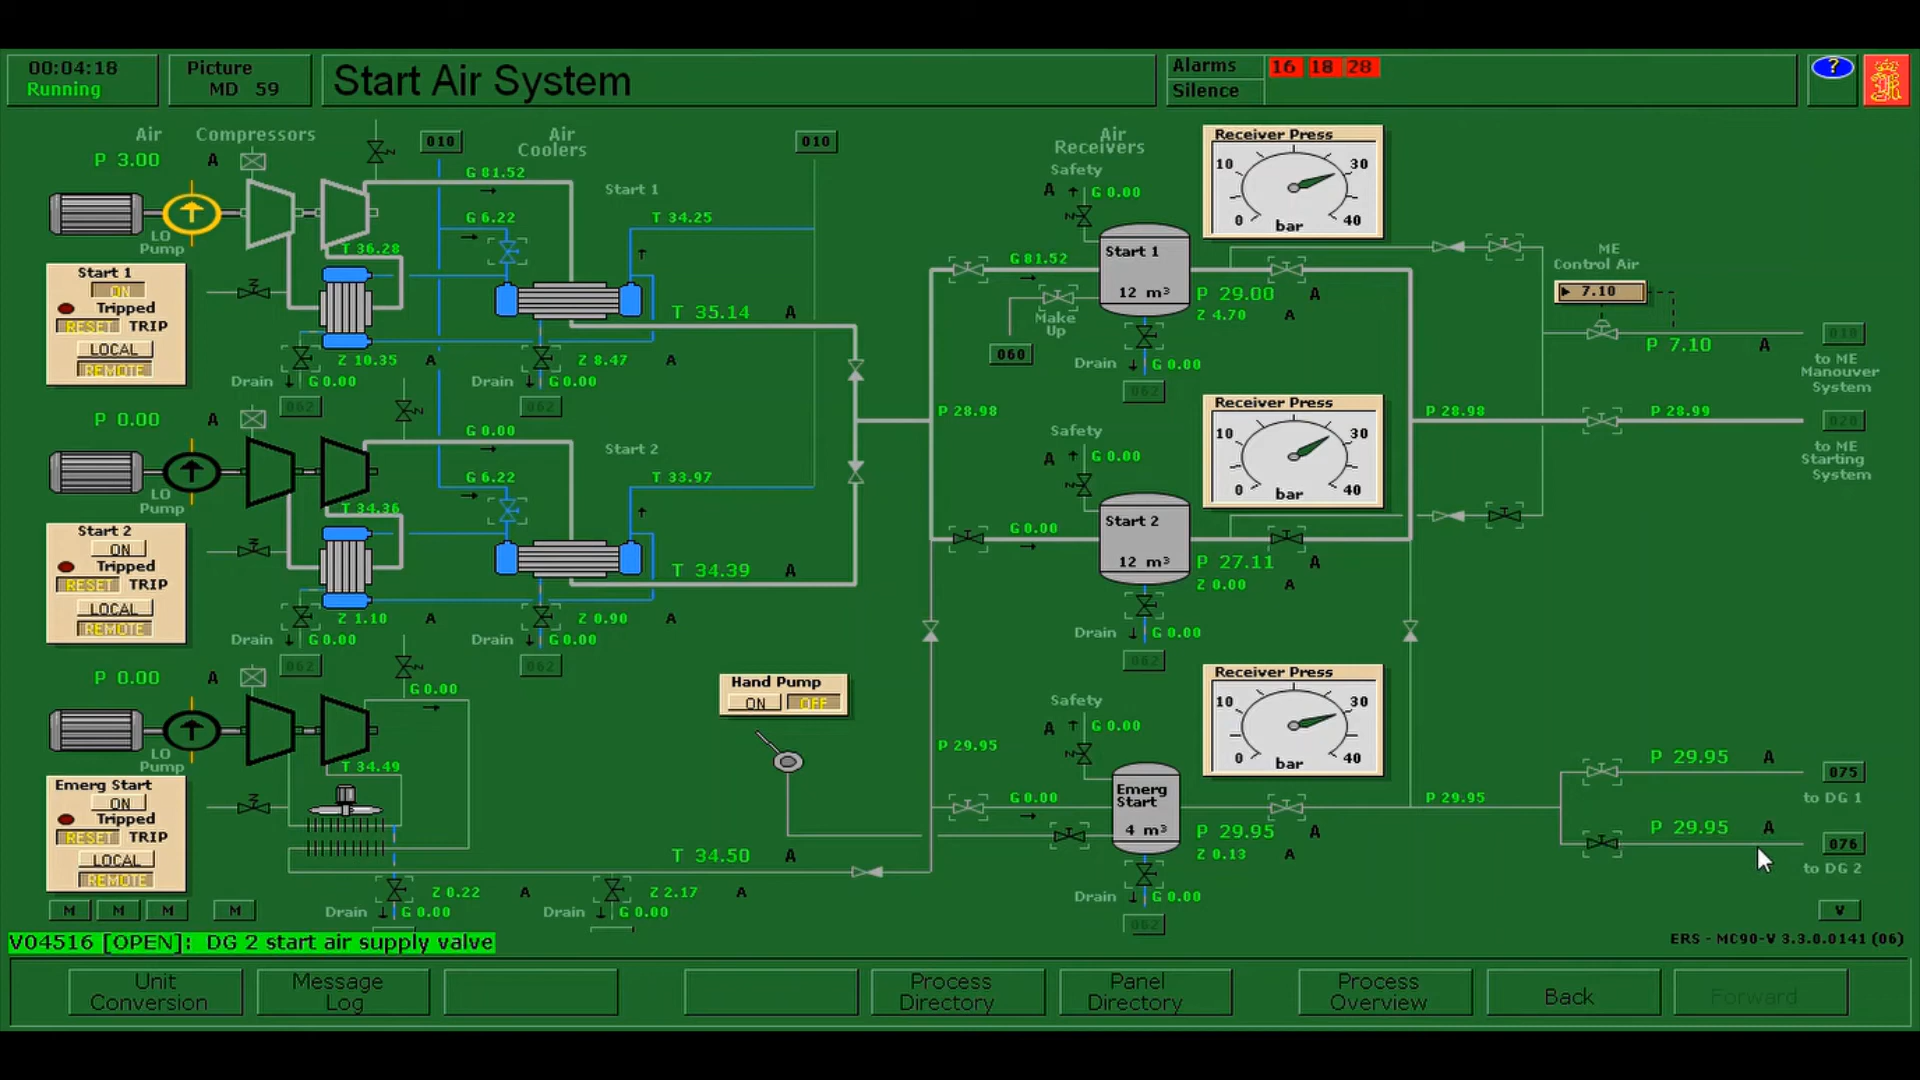 00:04:18
Running
Picture
MD 59
Start Air System
Alarms
Silence
16 18 28
?
Air Compressors
P 3.00 A
010
Air
Coolers
010
G 81.52
Start 1
G 6.22
T 34.25
LO
Pump
T 36.28
Start 1
ON
Tripped
RESET TRIP
LOCAL
REMOTE
T 35.14 A
Z 10.35 A
Z 8.47 A
Drain G 0.00
Drain G 0.00
062
062
P 0.00 A
G 0.00
Start 2
G 6.22
T 33.97
LO
Pump
T 34.36
Start 2
ON
Tripped
RESET TRIP
LOCAL
REMOTE
T 34.39 A
Z 1.10 A
Z 0.90 A
Drain G 0.00
Drain G 0.00
062
062
P 0.00 A
G 0.00
LO
Pump
T 34.49
Emerg Start
ON
Tripped
RESET TRIP
LOCAL
REMOTE
T 34.50 A
Z 0.22 A
Z 2.17 A
Drain G 0.00
Drain G 0.00
M M M M
Hand Pump
ON OFF
Air
Receivers
Safety
A G 0.00
Receiver Press
10 30
0 40
bar
G 81.52
Start 1
12 m³
P 29.00 A
Z 4.70 A
Make
Up
060
Drain G 0.00
062
P 28.98
Safety
A G 0.00
Receiver Press
10 30
0 40
bar
G 0.00
Start 2
12 m³
P 27.11 A
Z 0.00 A
Drain G 0.00
062
Safety
A G 0.00
Receiver Press
10 30
0 40
bar
P 29.95
G 0.00
Emerg
Start
4 m³
P 29.95 A
Z 0.13 A
Drain G 0.00
062
ME
Control Air
7.10
P 7.10 A
010
to ME
Manouver
System
P 28.98
P 28.99
020
to ME
Starting
System
P 29.95
P 29.95 A
075
to DG 1
P 29.95 A
076
to DG 2
V
V04516 [OPEN]: DG 2 start air supply valve
ERS - MC90-V 3.3.0.0141 (06)
Unit
Conversion
Message
Log
Process
Directory
Panel
Directory
Process
Overview
Back
Forward